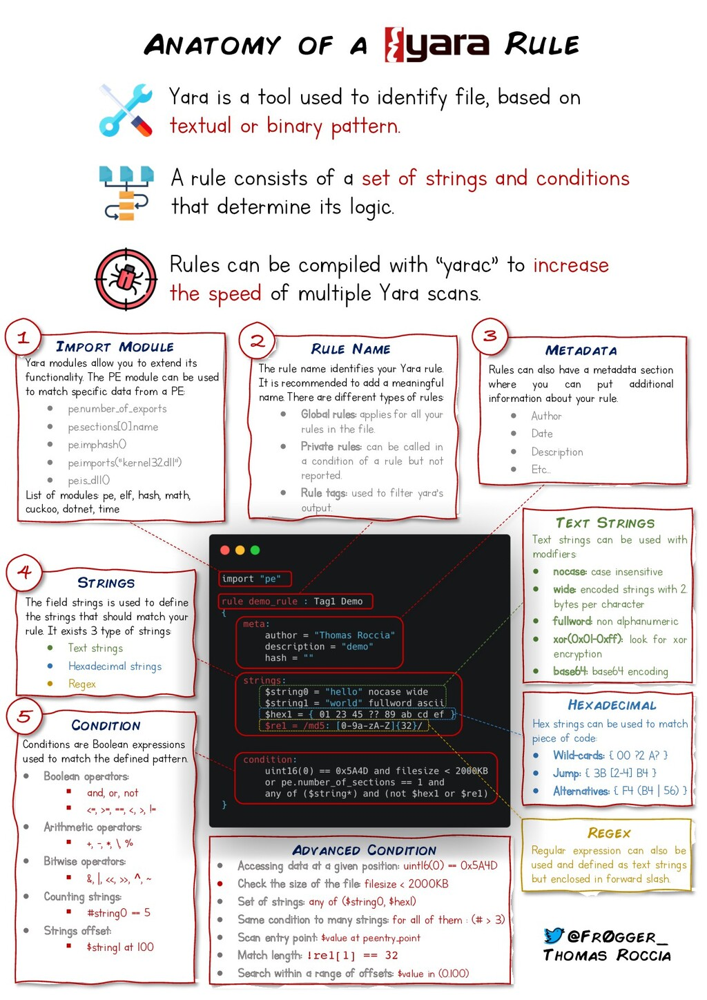 ANATOMY OF A yara RULE
Yara is a tool used to identify file, based on
textual or binary pattern.
A rule consists of a set of strings and conditions
that determine its logic.
Rules can be compiled with “yarac” to increase
the speed of multiple Yara scans.
1
IMPORT MODULE
Yara modules allow you to extend its
functionality. The PE module can be used
to match specific data from a PE:
• pe.number_of_exports
• pe.sections[0].name
• pe.imphash()
• pe.imports("kernel32.dll")
• pe.is_dll()
List of modules: pe, elf, hash, math,
cuckoo, dotnet, time
2
RULE NAME
The rule name identifies your Yara rule.
It is recommended to add a meaningful
name. There are different types of rules:
• Global rules: applies for all your
rules in the file.
• Private rules: can be called in
a condition of a rule but not
reported.
• Rule tags: used to filter yara's
output.
3
METADATA
Rules can also have a metadata section
where you can put additional
information about your rule.
• Author
• Date
• Description
• Etc...
4
STRINGS
The field strings is used to define
the strings that should match your
rule. It exists 3 type of strings:
• Text strings
• Hexadecimal strings
• Regex
5
CONDITION
Conditions are Boolean expressions
used to match the defined pattern.
• Boolean operators:
▪ and, or, not
▪ <=, >=, ==, <, >, !=
• Arithmetic operators:
▪ +, -, *, \, %
• Bitwise operators:
▪ &, |, <<, >>, ^, ~
• Counting strings:
▪ #string0 == 5
• Strings offset:
▪ $string1 at 100
import "pe"
rule demo_rule : Tag1 Demo
{
meta:
author = "Thomas Roccia"
description = "demo"
hash = ""
strings:
$string0 = "hello" nocase wide
$string1 = "world" fullword ascii
$hex1 = { 01 23 45 ?? 89 ab cd ef }
$re1 = /md5: [0-9a-zA-Z]{32}/
condition:
uint16(0) == 0x5A4D and filesize < 2000KB
or pe.number_of_sections == 1 and
any of ($string*) and (not $hex1 or $re1)
}
TEXT STRINGS
Text strings can be used with
modifiers:
• nocase: case insensitive
• wide: encoded strings with 2
bytes per character
• fullword: non alphanumeric
• xor(0x01-0xff): look for xor
encryption
• base64: base64 encoding
HEXADECIMAL
Hex strings can be used to match
piece of code:
• Wild-cards: { 00 ?2 A? }
• Jump: { 3B [2-4] B4 }
• Alternatives: { F4 (B4 | 56) }
REGEX
Regular expression can also be
used and defined as text strings
but enclosed in forward slash.
ADVANCED CONDITION
• Accessing data at a given position: uint16(0) == 0x5A4D
• Check the size of the file: filesize < 2000KB
• Set of strings: any of ($string0, $hex1)
• Same condition to many strings: for all of them : (# > 3)
• Scan entry point: $value at pe.entry_point
• Match length: !re1[1] == 32
• Search within a range of offsets: $value in (0..100)
@FR0GGER_
THOMAS ROCCIA